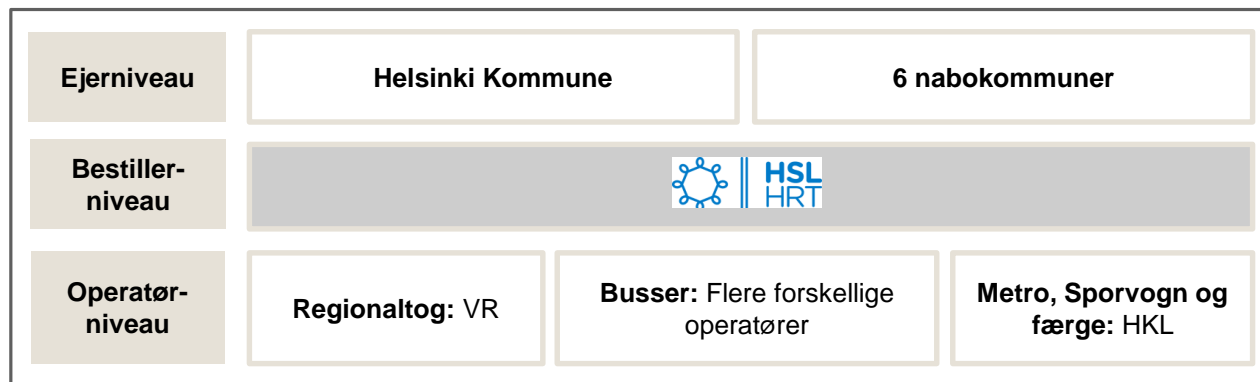 Ejerniveau
Helsinki Kommune
6 nabokommuner
Bestiller-
niveau
HSL
HRT
Operatør-
niveau
Regionaltog: VR
Busser: Flere forskellige
operatører
Metro, Sporvogn og
færge: HKL